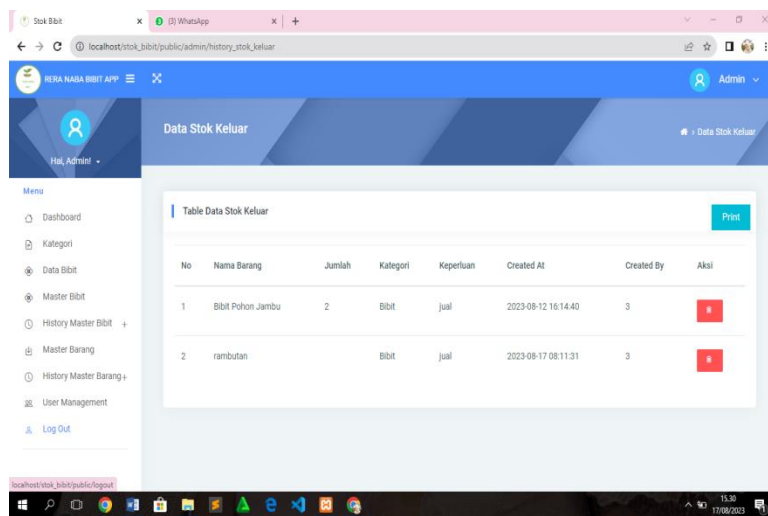 Stok Bibit
(3) WhatsApp
localhost/stok_bibit/public/admin/history_stok_keluar
RERA NABA BIBIT APP
Admin
Hai, Admin!
Data Stok Keluar
› Data Stok Keluar
Menu
Dashboard
Kategori
Data Bibit
Master Bibit
History Master Bibit +
Master Barang
History Master Barang+
User Management
Log Out
Table Data Stok Keluar
Print
No Nama Barang Jumlah Kategori Keperluan Created At Created By Aksi
1 Bibit Pohon Jambu 2 Bibit jual 2023-08-12 16:14:40 3
2 rambutan Bibit jual 2023-08-17 08:11:31 3
localhost/stok_bibit/public/logout
15.30
17/08/2023